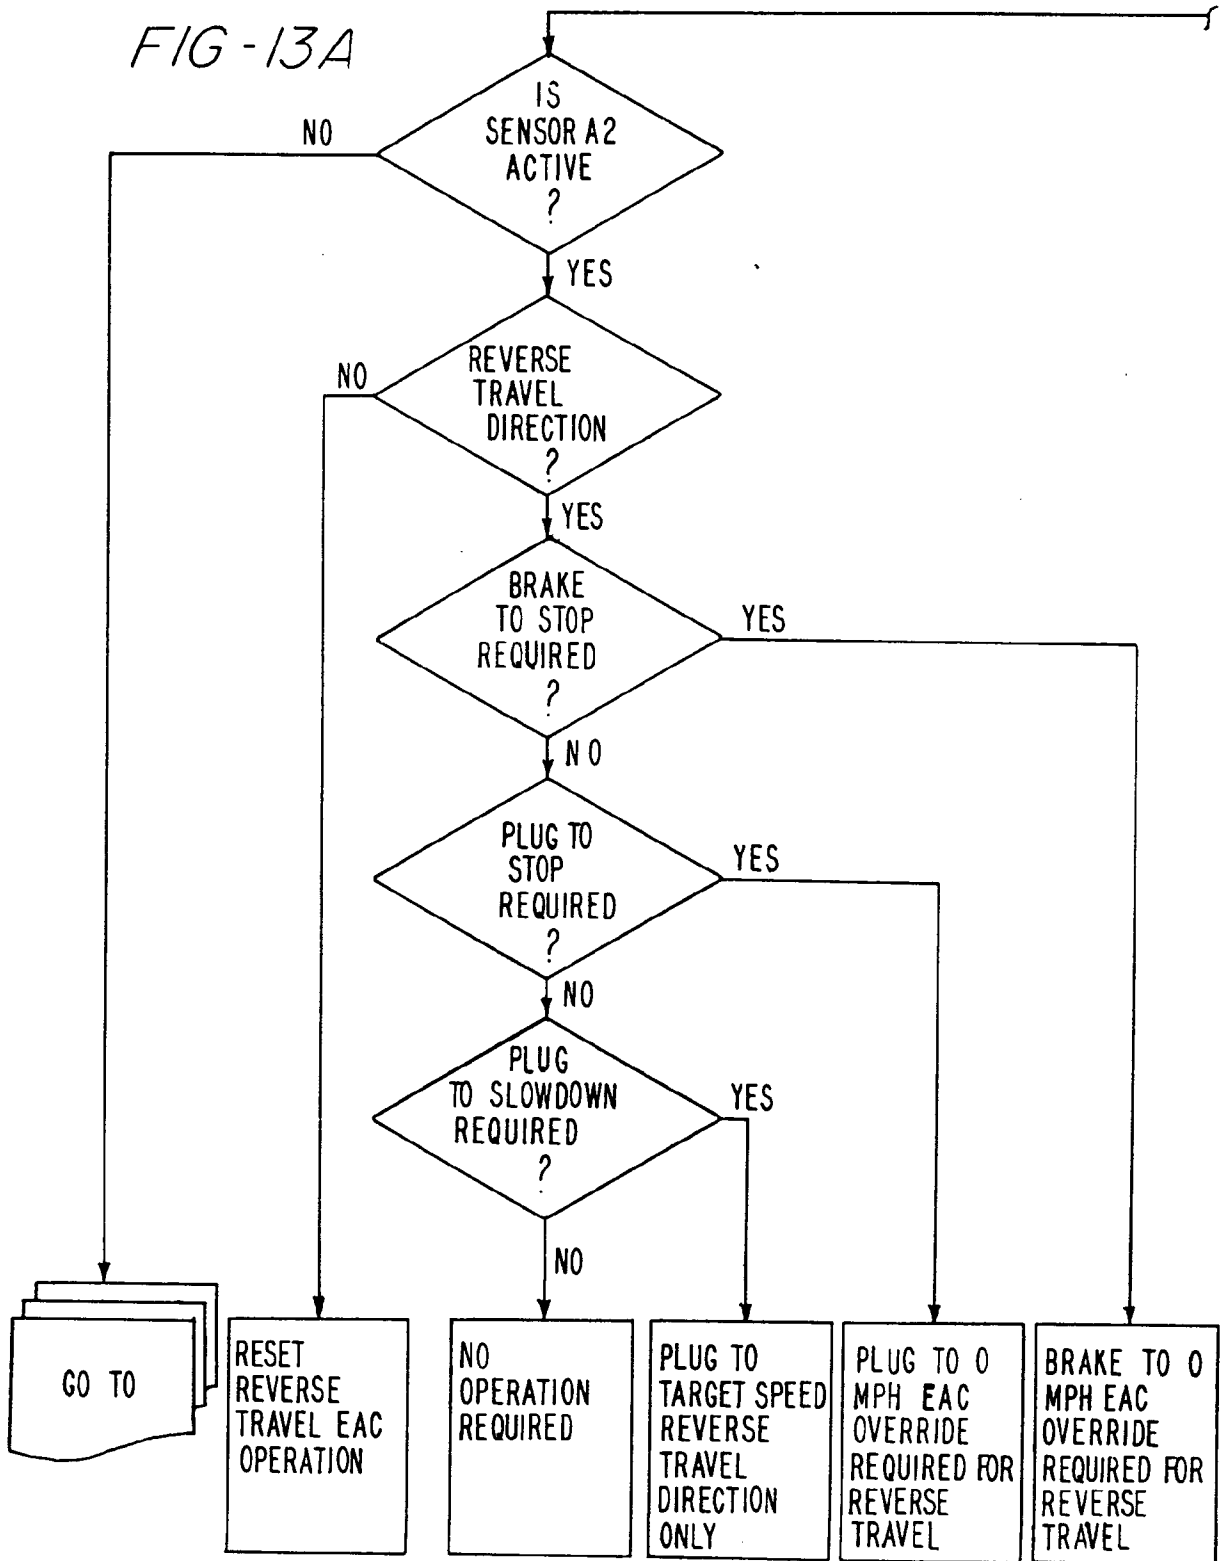 FIG-13A
IS
SENSOR A2
ACTIVE
?
NO
YES
REVERSE
TRAVEL
DIRECTION
?
NO
YES
BRAKE
TO STOP
REQUIRED
?
YES
NO
PLUG TO
STOP
REQUIRED
?
YES
NO
PLUG
TO SLOWDOWN
REQUIRED
?
YES
NO
GO TO
RESET
REVERSE
TRAVEL EAC
OPERATION
NO
OPERATION
REQUIRED
PLUG TO
TARGET SPEED
REVERSE
TRAVEL
DIRECTION
ONLY
PLUG TO 0
MPH EAC
OVERRIDE
REQUIRED FOR
REVERSE
TRAVEL
BRAKE TO 0
MPH EAC
OVERRIDE
REQUIRED FOR
REVERSE
TRAVEL